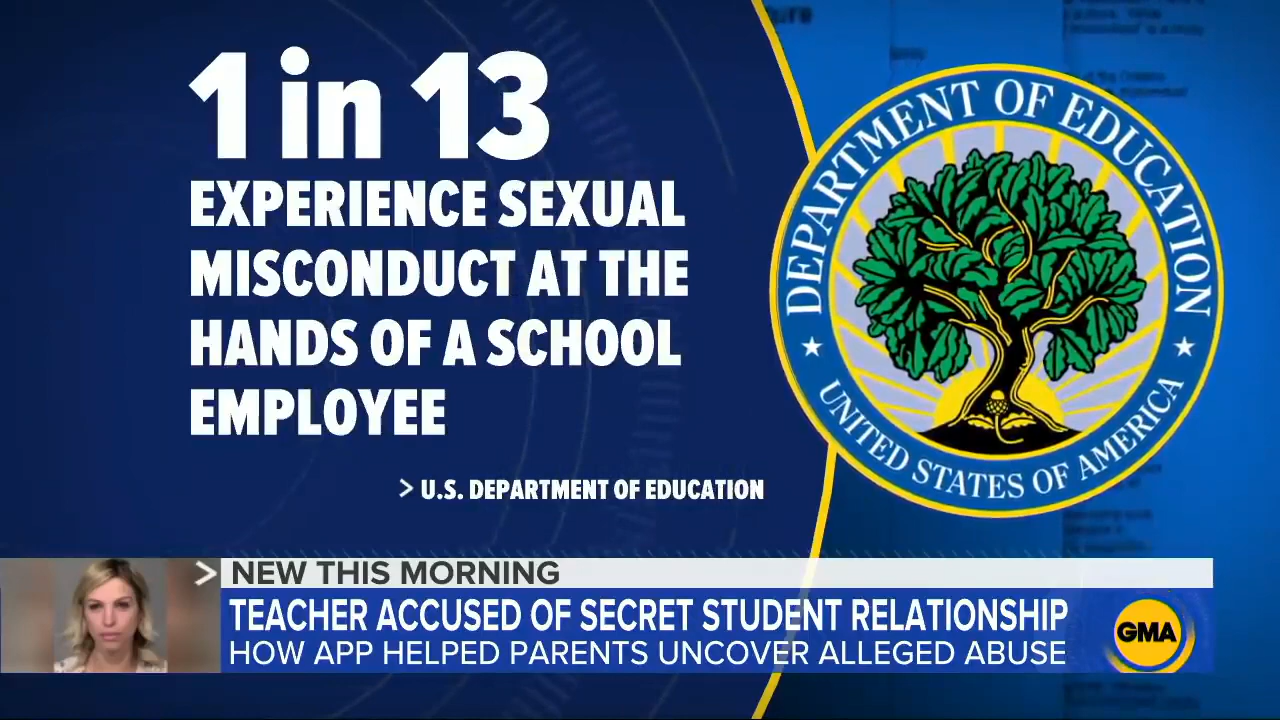 1 in 13
EXPERIENCE SEXUAL
MISCONDUCT AT THE
HANDS OF A SCHOOL
EMPLOYEE
> U.S. DEPARTMENT OF EDUCATION
DEPARTMENT OF EDUCATION
UNITED STATES OF AMERICA
> NEW THIS MORNING
TEACHER ACCUSED OF SECRET STUDENT RELATIONSHIP
HOW APP HELPED PARENTS UNCOVER ALLEGED ABUSE
GMA